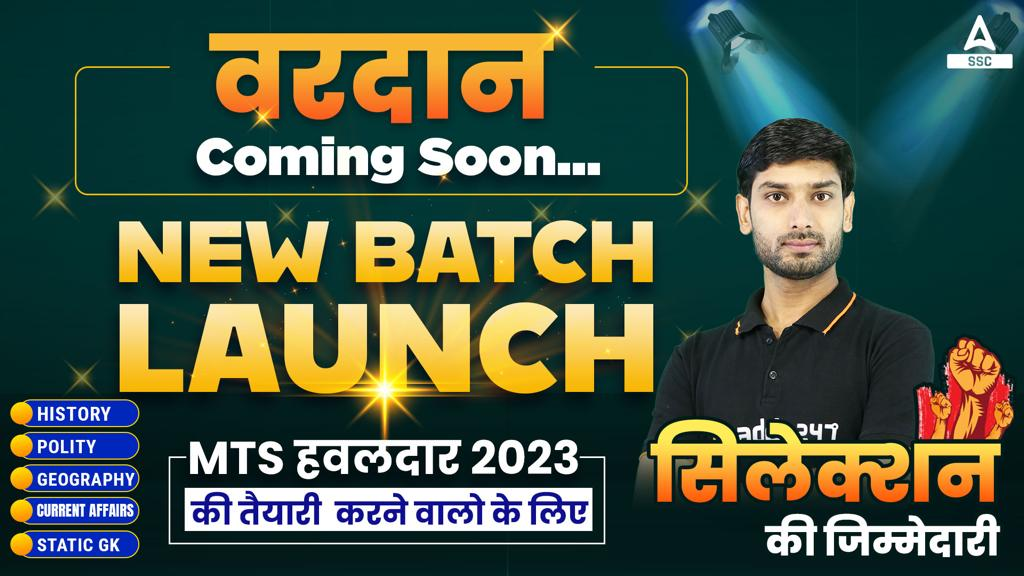 वरदान
Coming Soon...
NEW BATCH
LAUNCH
HISTORY
POLITY
GEOGRAPHY
CURRENT AFFAIRS
STATIC GK
MTS हवलदार 2023
की तैयारी करने वालो के लिए
SSC
सिलेक्शन
की जिम्मेदारी